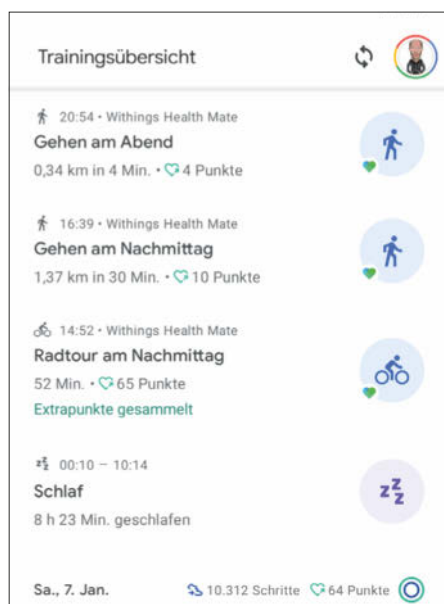 Trainingsübersicht
20:54 • Withings Health Mate
Gehen am Abend
0,34 km in 4 Min. • 4 Punkte
16:39 • Withings Health Mate
Gehen am Nachmittag
1,37 km in 30 Min. • 10 Punkte
14:52 • Withings Health Mate
Radtour am Nachmittag
52 Min. • 65 Punkte
Extrapunkte gesammelt
zzz 00:10 – 10:14
Schlaf
zzz
8 h 23 Min. geschlafen
Sa., 7. Jan. 10.312 Schritte 64 Punkte